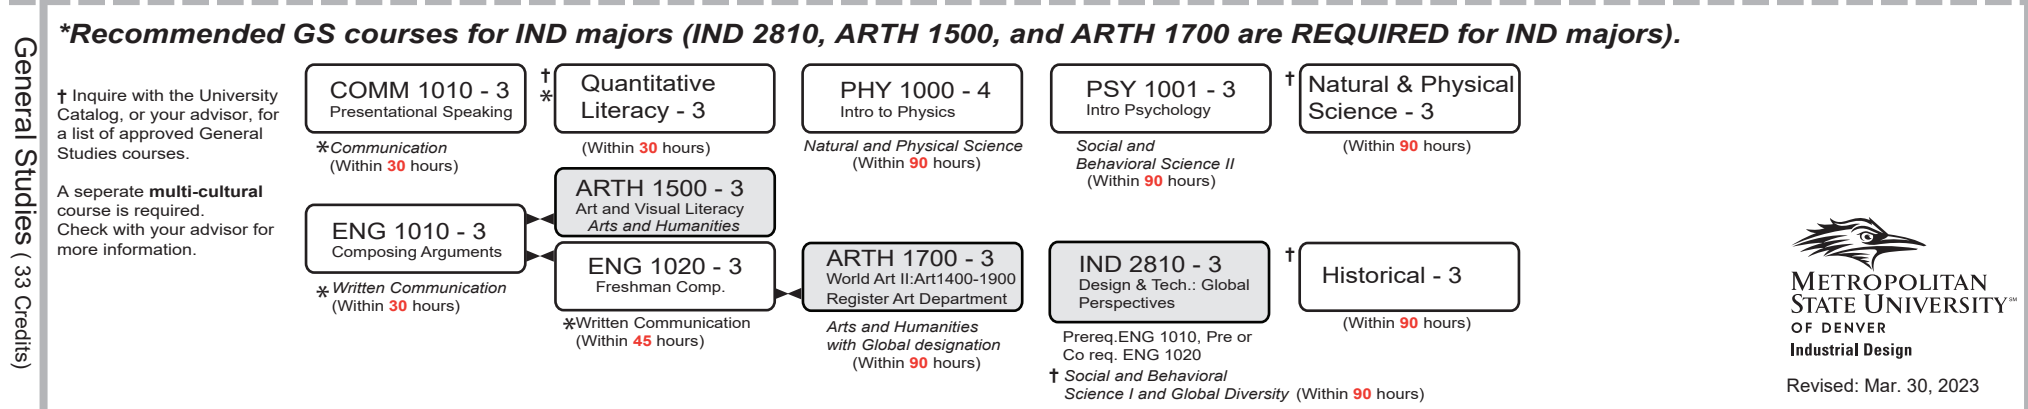 *Recommended GS courses for IND majors (IND 2810, ARTH 1500, and ARTH 1700 are REQUIRED for IND majors).
General Studies ( 33 Credits)
† Inquire with the University
Catalog, or your advisor, for
a list of approved General
Studies courses.
A seperate multi-cultural
course is required.
Check with your advisor for
more information.
COMM 1010 - 3
Presentational Speaking
*Communication
(Within 30 hours)
†
*
Quantitative
Literacy - 3
(Within 30 hours)
PHY 1000 - 4
Intro to Physics
Natural and Physical Science
(Within 90 hours)
PSY 1001 - 3
Intro Psychology
Social and
Behavioral Science II
(Within 90 hours)
† Natural & Physical
Science - 3
(Within 90 hours)
ENG 1010 - 3
Composing Arguments
* Written Communication
(Within 30 hours)
ARTH 1500 - 3
Art and Visual Literacy
Arts and Humanities
ENG 1020 - 3
Freshman Comp.
*Written Communication
(Within 45 hours)
ARTH 1700 - 3
World Art II:Art1400-1900
Register Art Department
Arts and Humanities
with Global designation
(Within 90 hours)
IND 2810 - 3
Design & Tech.: Global
Perspectives
Prereq.ENG 1010, Pre or
Co req. ENG 1020
† Social and Behavioral
Science I and Global Diversity (Within 90 hours)
†
Historical - 3
(Within 90 hours)
METROPOLITAN
STATE UNIVERSITY℠
OF DENVER
Industrial Design
Revised: Mar. 30, 2023